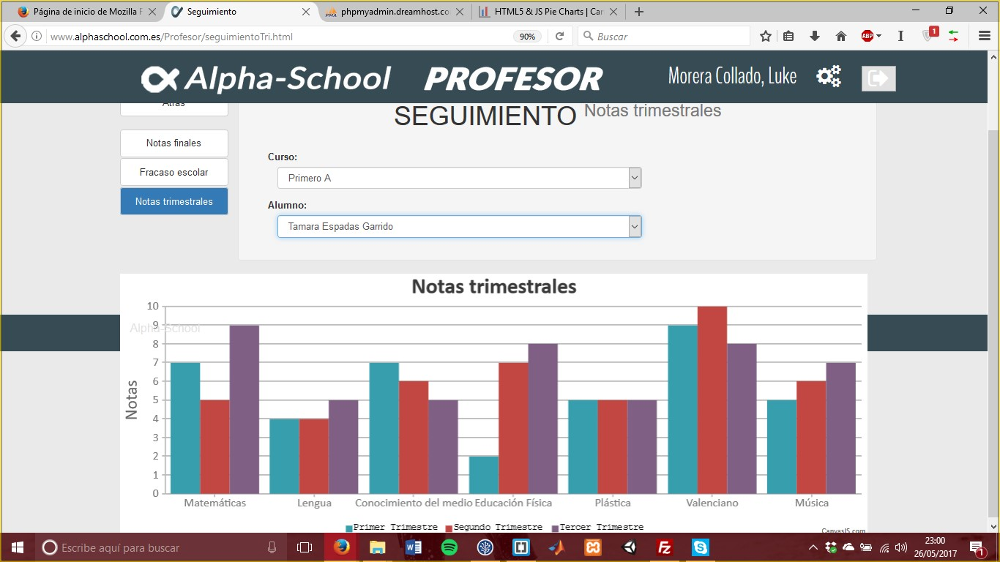 Página de inicio de Mozilla F
Seguimiento
phpmyadmin.dreamhost.co
HTML5 & JS Pie Charts | Car
www.alphaschool.com.es/Profesor/seguimientoTri.html
90%
Buscar
ABP
1
Alpha-School
PROFESOR
Morera Collado, Luke
Atrás
SEGUIMIENTO Notas trimestrales
Notas finales
Fracaso escolar
Notas trimestrales
Curso:
Primero A
Alumno:
Tamara Espadas Garrido
Notas trimestrales
Alpha-School
Notas
10
9
8
7
6
5
4
3
2
1
0
Matemáticas
Lengua
Conocimiento del medio
Educación Física
Plástica
Valenciano
Música
Primer Trimestre
Segundo Trimestre
Tercer Trimestre
CanvasJS.com
Escribe aquí para buscar
23:00
26/05/2017
1